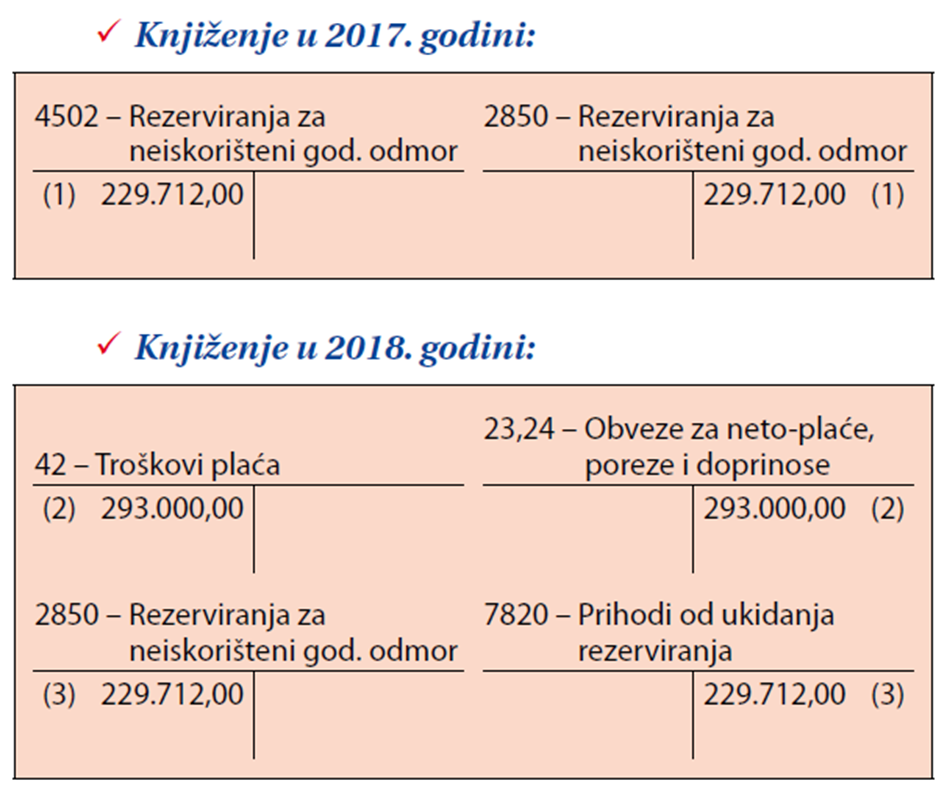 ✓ Knjiženje u 2017. godini:
4502 – Rezerviranja za
neiskorišteni god. odmor
(1) 229.712,00
2850 – Rezerviranja za
neiskorišteni god. odmor
229.712,00 (1)
✓ Knjiženje u 2018. godini:
42 – Troškovi plaća
(2) 293.000,00
23,24 – Obveze za neto-plaće,
poreze i doprinose
293.000,00 (2)
2850 – Rezerviranja za
neiskorišteni god. odmor
(3) 229.712,00
7820 – Prihodi od ukidanja
rezerviranja
229.712,00 (3)